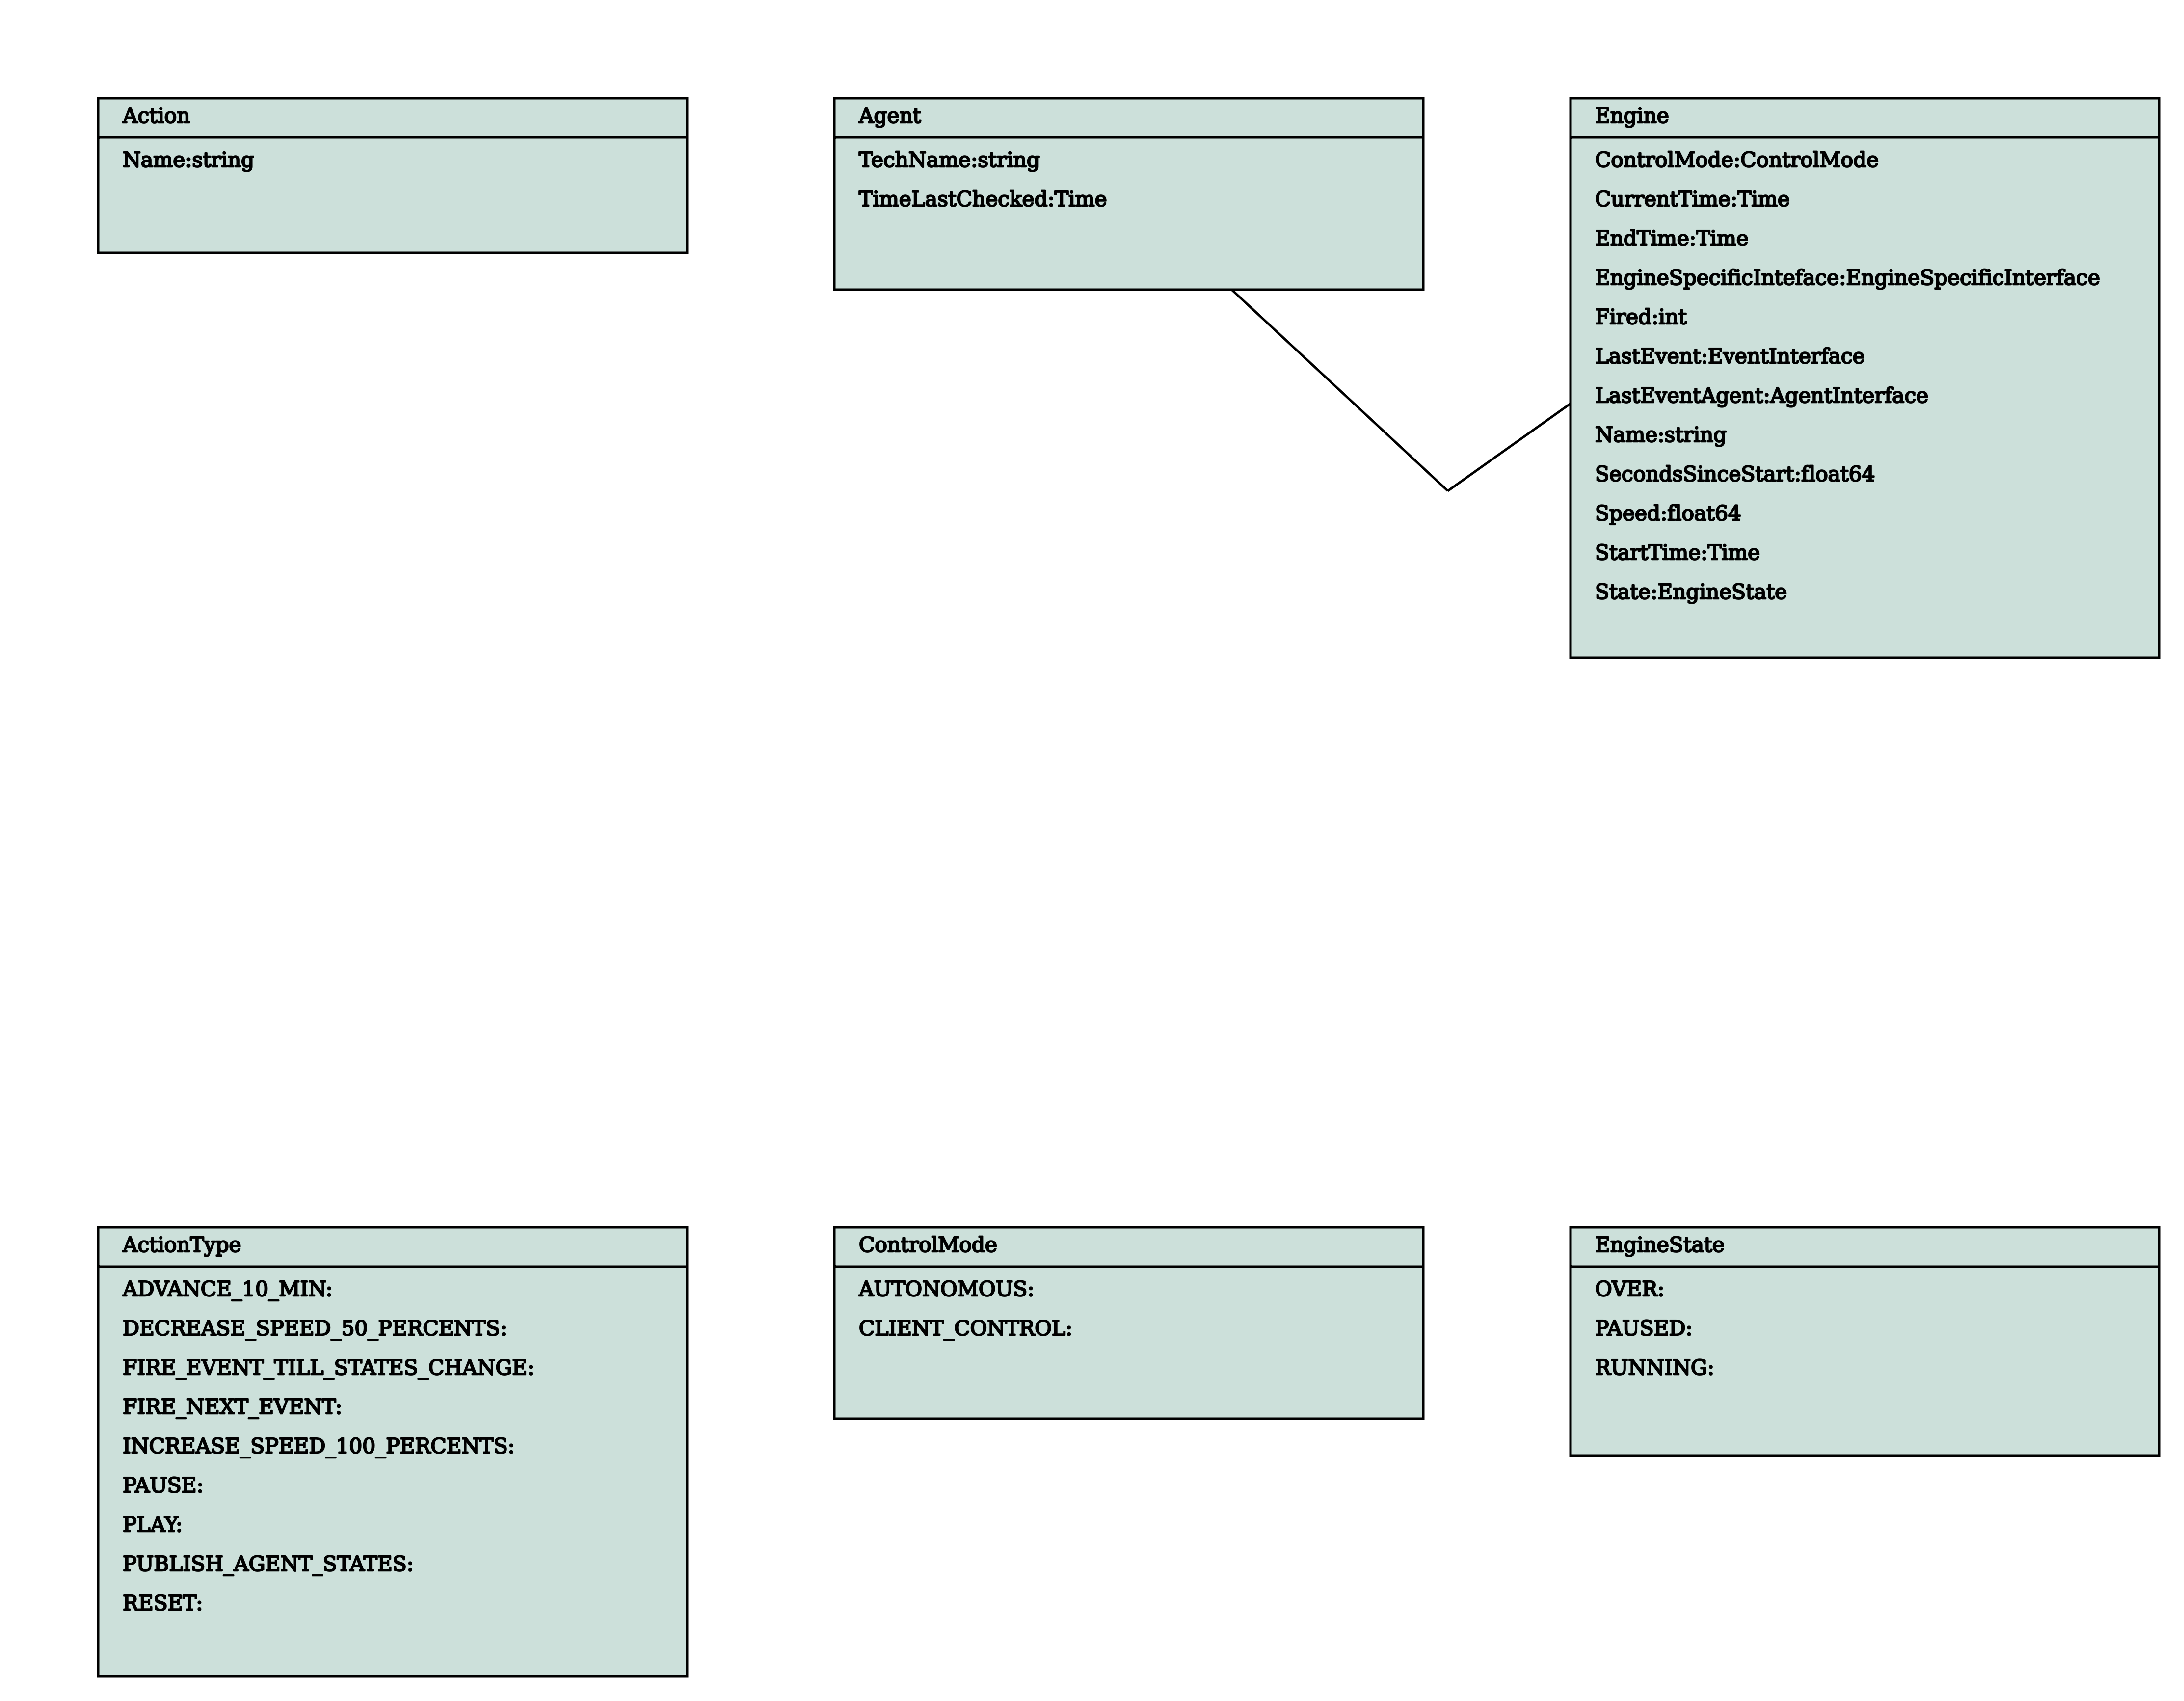 Action
Name:string
Agent
TechName:string
TimeLastChecked:Time
Engine
ControlMode:ControlMode
CurrentTime:Time
EndTime:Time
EngineSpecificInteface:EngineSpecificInterface
Fired:int
LastEvent:EventInterface
LastEventAgent:AgentInterface
Name:string
SecondsSinceStart:float64
Speed:float64
StartTime:Time
State:EngineState
ActionType
ADVANCE_10_MIN:
DECREASE_SPEED_50_PERCENTS:
FIRE_EVENT_TILL_STATES_CHANGE:
FIRE_NEXT_EVENT:
INCREASE_SPEED_100_PERCENTS:
PAUSE:
PLAY:
PUBLISH_AGENT_STATES:
RESET:
ControlMode
AUTONOMOUS:
CLIENT_CONTROL:
EngineState
OVER:
PAUSED:
RUNNING: